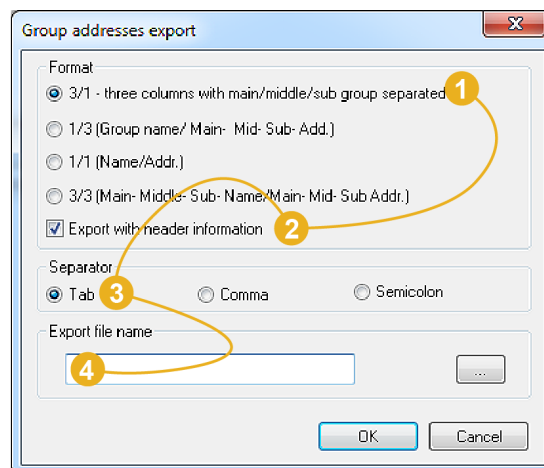 Group addresses export
Format
3/1 - three columns with main/middle/sub group separated
1
1/3 (Group name/ Main- Mid- Sub- Add.)
1/1 (Name/Addr.)
3/3 (Main- Middle- Sub- Name/Main- Mid- Sub Addr.)
Export with header information
2
Separator
Tab
3
Comma
Semicolon
Export file name
4
...
OK
Cancel